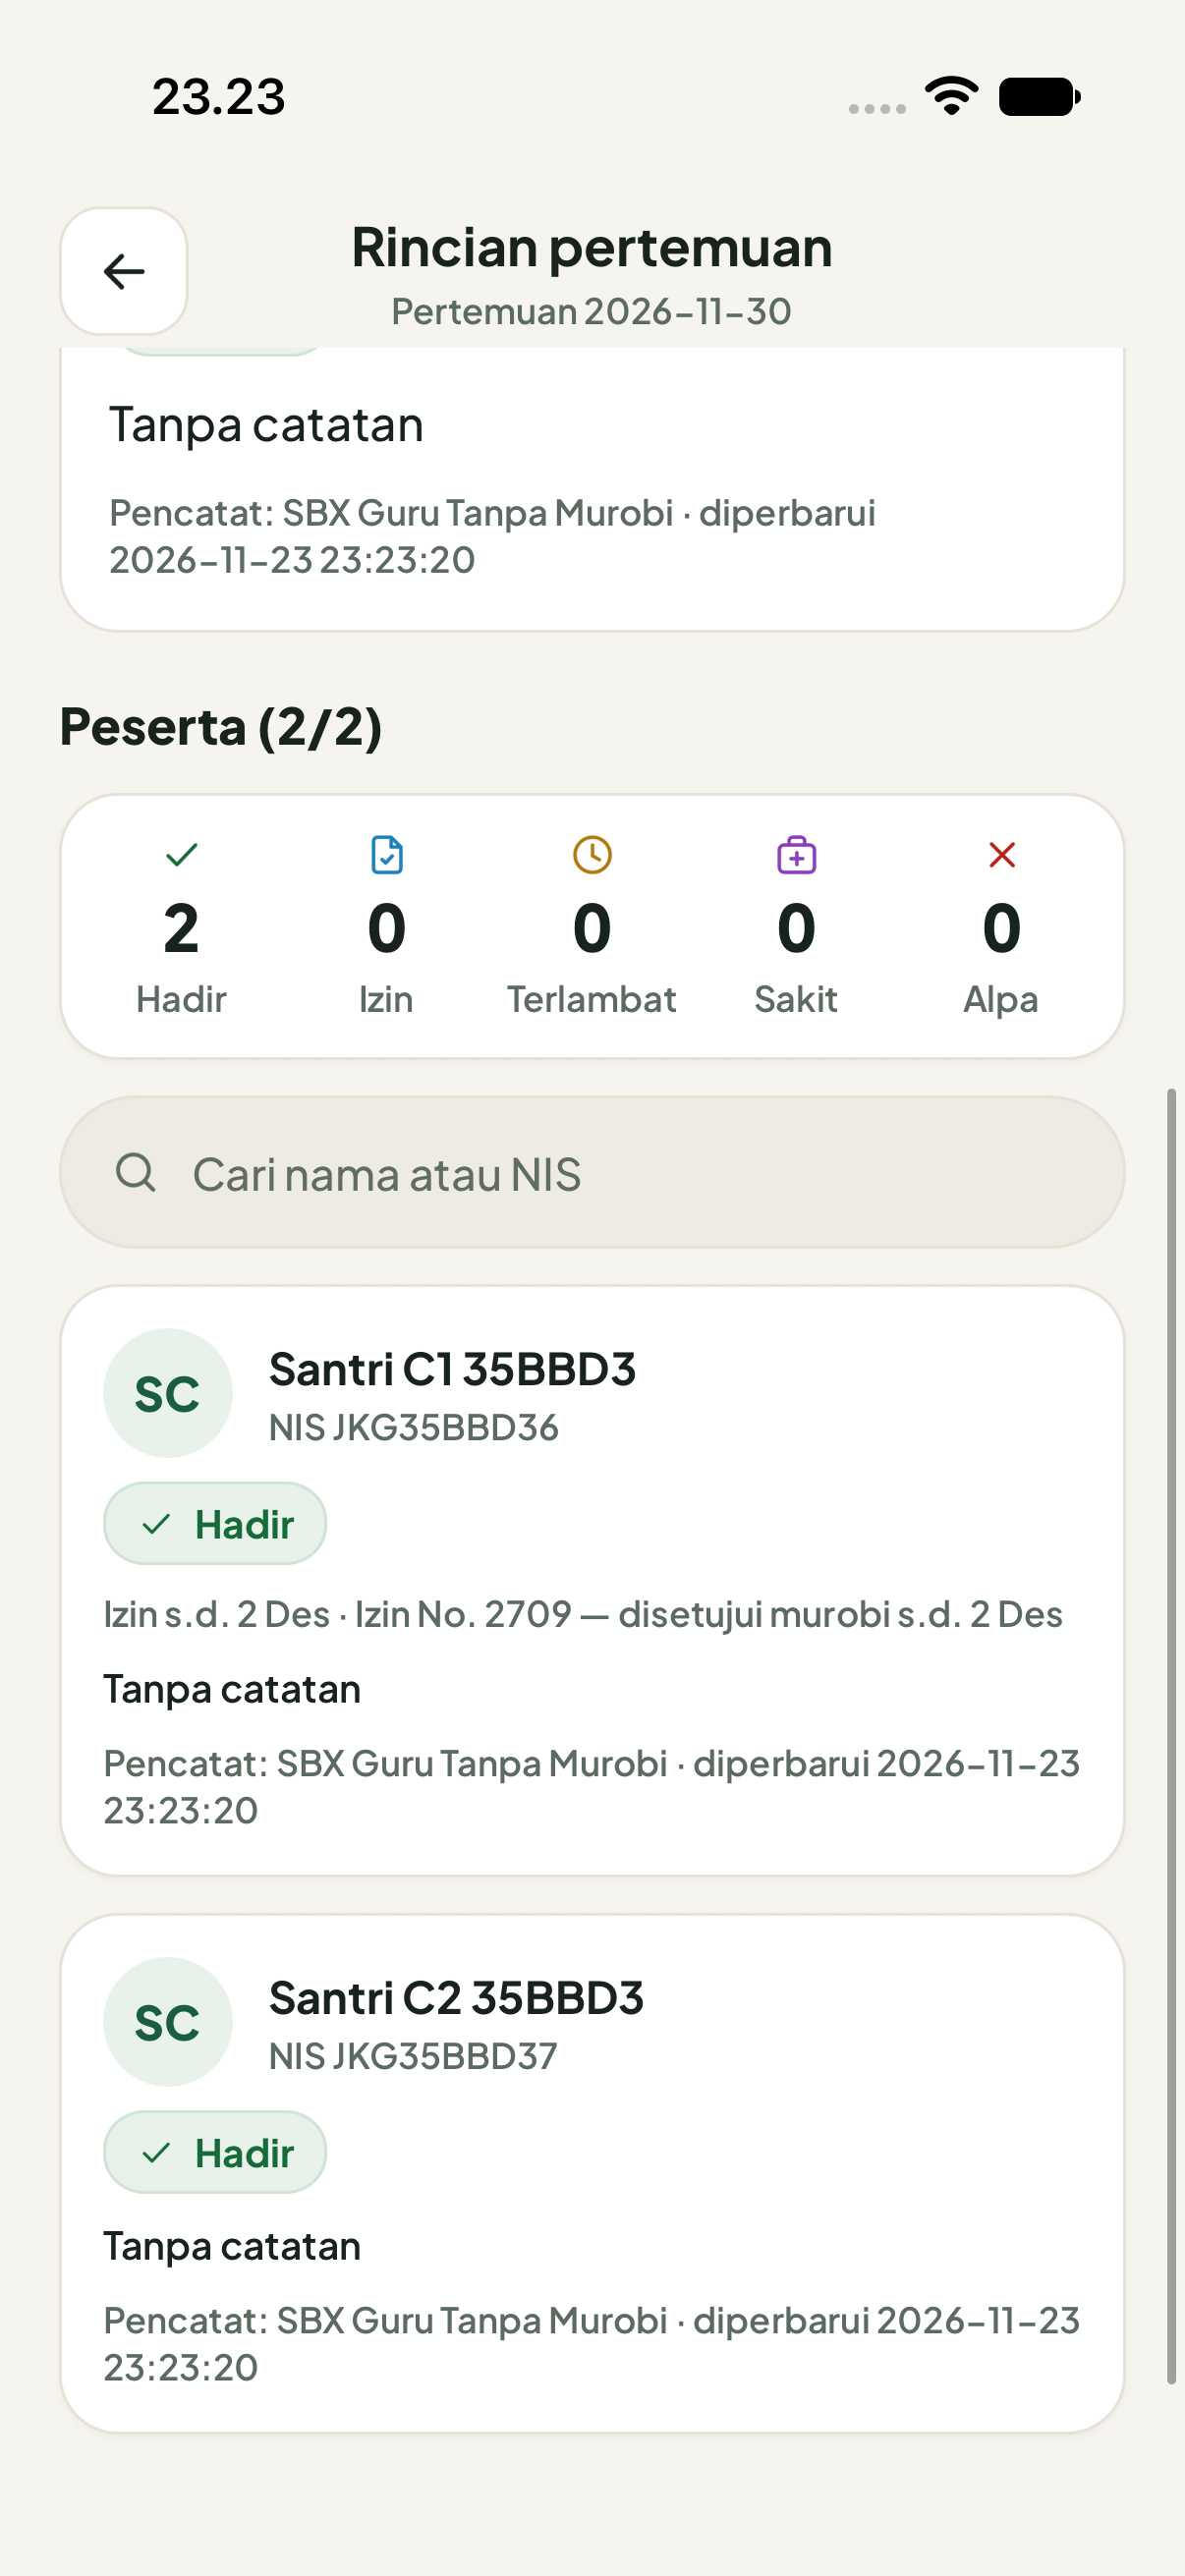 23.23
Rincian pertemuan
Pertemuan 2026-11-30
Tanpa catatan
Pencatat: SBX Guru Tanpa Murobi · diperbarui
2026-11-23 23:23:20
Peserta (2/2)
2 0 0 0 0
Hadir Izin Terlambat Sakit Alpa
Cari nama atau NIS
SC
Santri C1 35BBD3
NIS JKG35BBD36
Hadir
Izin s.d. 2 Des · Izin No. 2709 — disetujui murobi s.d. 2 Des
Tanpa catatan
Pencatat: SBX Guru Tanpa Murobi · diperbarui 2026-11-23
23:23:20
SC
Santri C2 35BBD3
NIS JKG35BBD37
Hadir
Tanpa catatan
Pencatat: SBX Guru Tanpa Murobi · diperbarui 2026-11-23
23:23:20